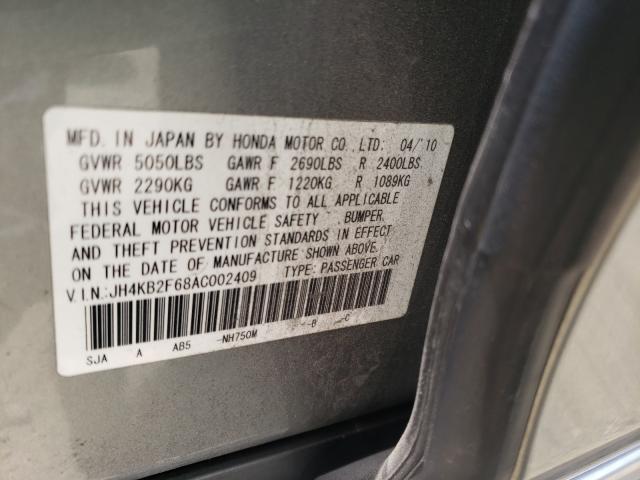 MFD. IN JAPAN BY HONDA MOTOR CO., LTD. 04/'10
GVWR 5050LBS GAWR F 2690LBS R 2400LBS
GVWR 2290KG GAWR F 1220KG R 1089KG
THIS VEHICLE CONFORMS TO ALL APPLICABLE
FEDERAL MOTOR VEHICLE SAFETY, BUMPER,
AND THEFT PREVENTION STANDARDS IN EFFECT
ON THE DATE OF MANUFACTURE SHOWN ABOVE.
V.I.N.:JH4KB2F68AC002409 TYPE: PASSENGER CAR
SJA A AB5 -NH750M -B -C